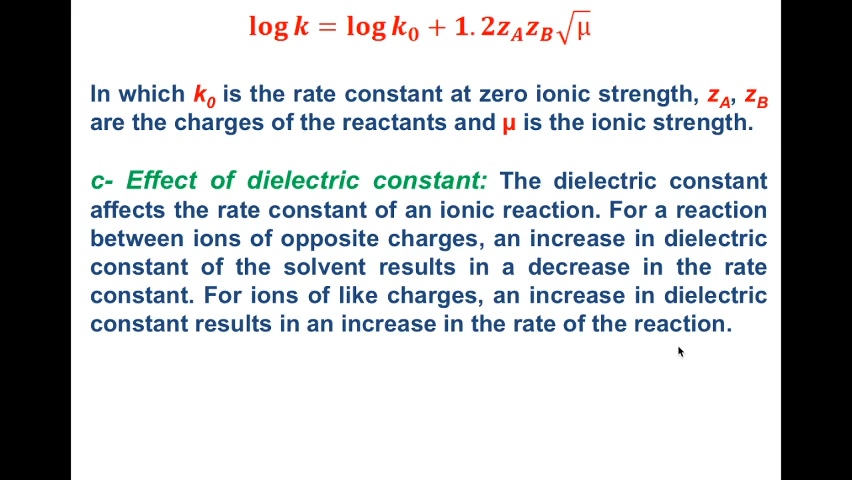 log k = log k₀ + 1.2z_A z_B√μ
In which k₀ is the rate constant at zero ionic strength, z_A, z_B
are the charges of the reactants and μ is the ionic strength.
c- Effect of dielectric constant: The dielectric constant
affects the rate constant of an ionic reaction. For a reaction
between ions of opposite charges, an increase in dielectric
constant of the solvent results in a decrease in the rate
constant. For ions of like charges, an increase in dielectric
constant results in an increase in the rate of the reaction.